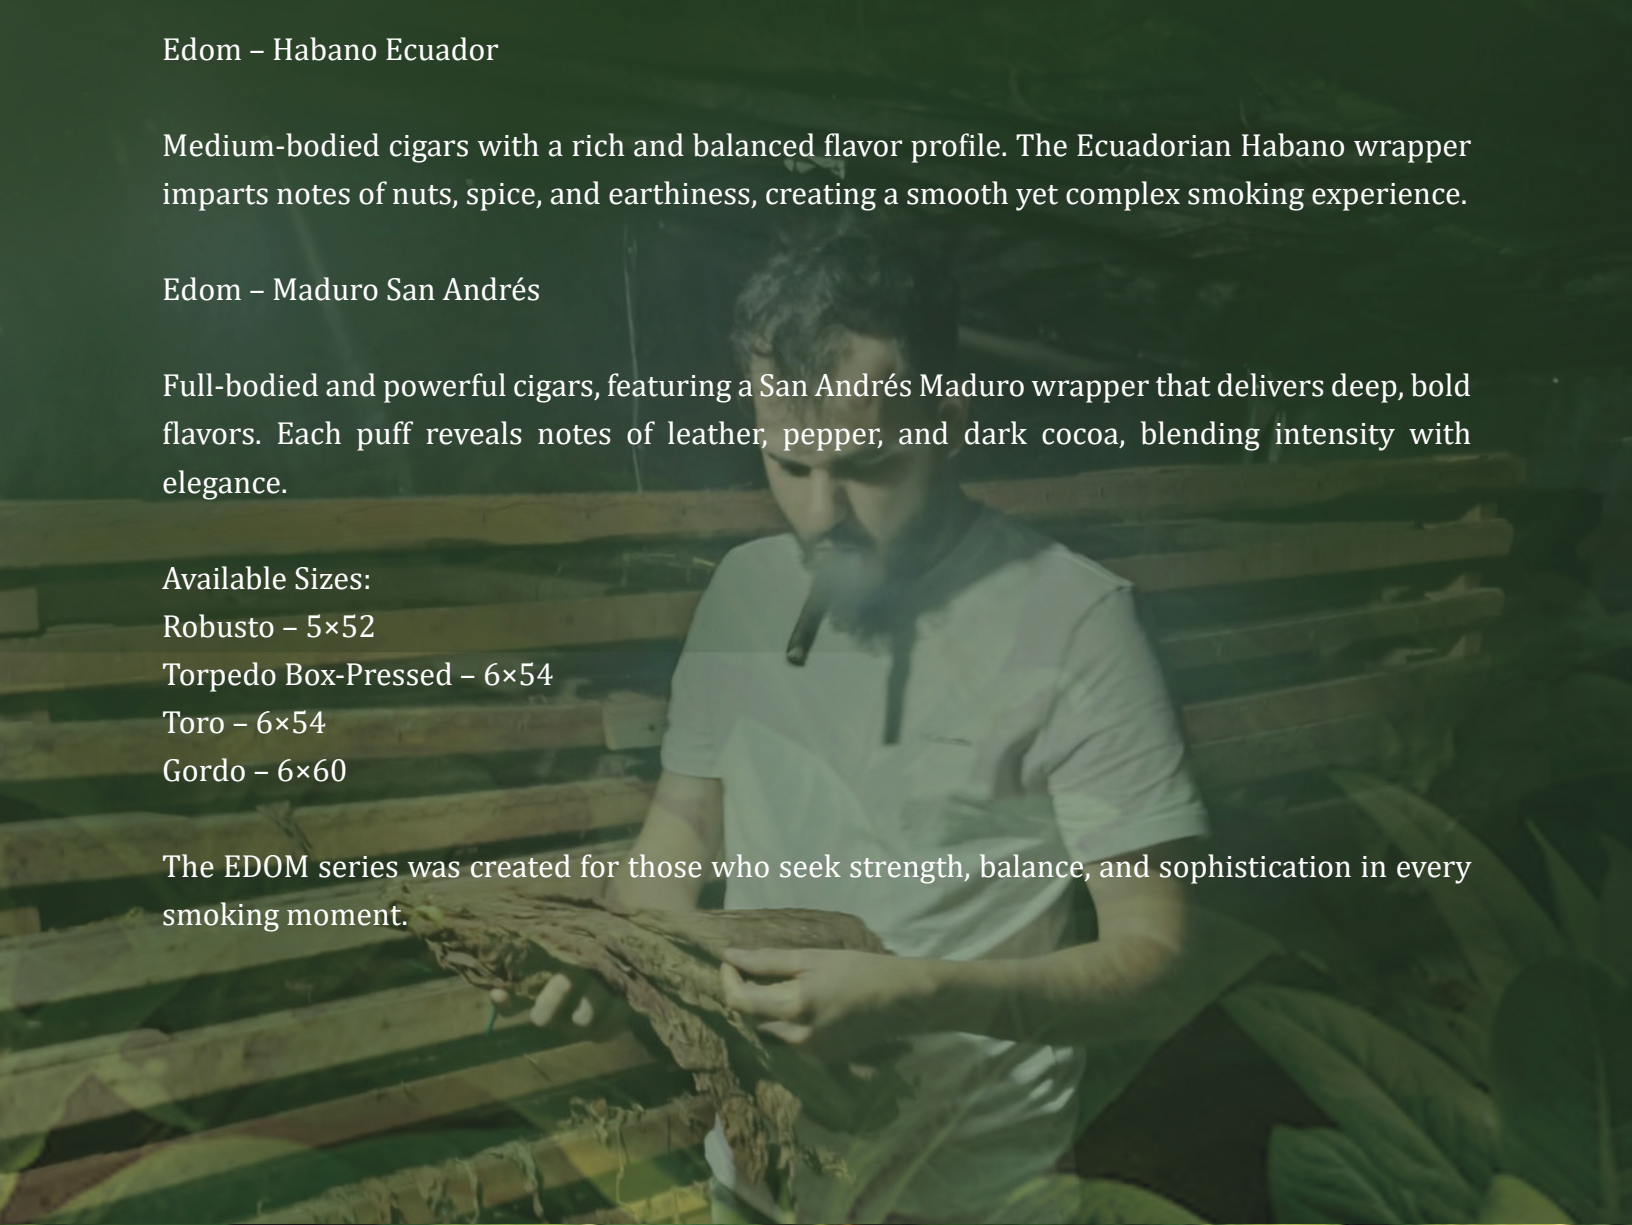 Edom – Habano Ecuador
Medium-bodied cigars with a rich and balanced flavor profile. The Ecuadorian Habano wrapper
imparts notes of nuts, spice, and earthiness, creating a smooth yet complex smoking experience.
Edom – Maduro San Andrés
Full-bodied and powerful cigars, featuring a San Andrés Maduro wrapper that delivers deep, bold
flavors. Each puff reveals notes of leather, pepper, and dark cocoa, blending intensity with
elegance.
Available Sizes:
Robusto – 5×52
Torpedo Box-Pressed – 6×54
Toro – 6×54
Gordo – 6×60
The EDOM series was created for those who seek strength, balance, and sophistication in every
smoking moment.